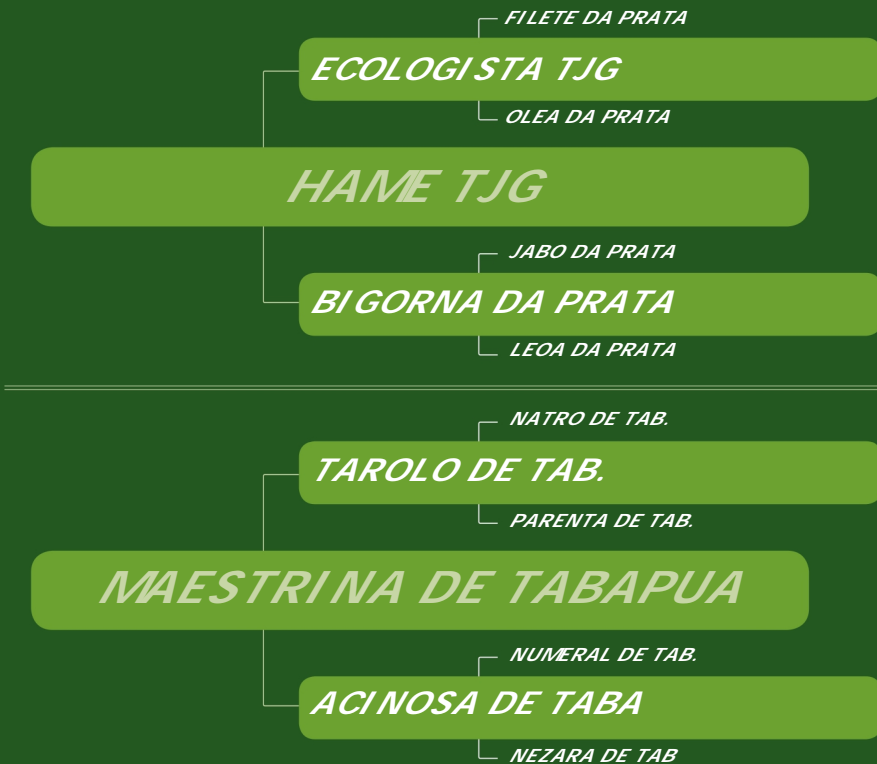 FILETE DA PRATA
ECOLOGISTA TJG
OLEA DA PRATA
HAME TJG
JABO DA PRATA
BIGORNA DA PRATA
LEOA DA PRATA
NATRO DE TAB.
TAROLO DE TAB.
PARENTA DE TAB.
MAESTRINA DE TABAPUA
NUMERAL DE TAB.
ACINOSA DE TABA
NEZARA DE TAB